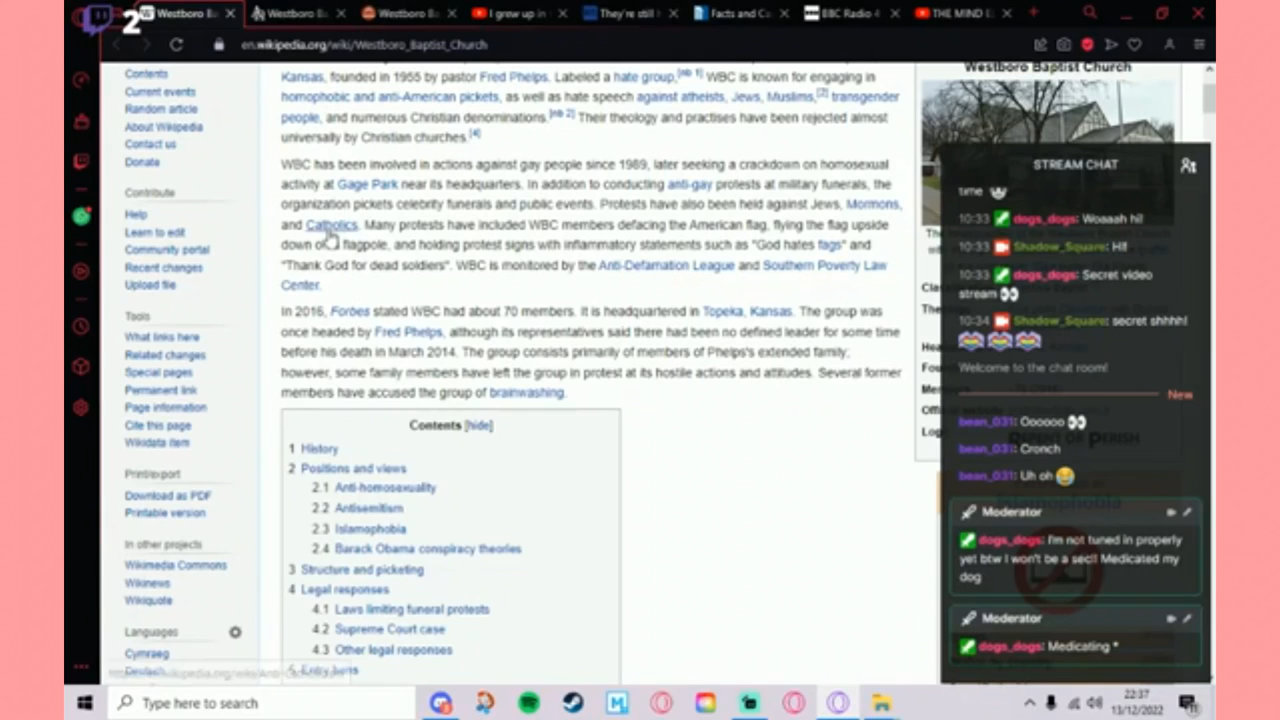 2
Westboro Ba
Westboro Ba
Westboro Ba
I grew up in
They're still
Facts and Ca
BBC Radio 4
THE MIND E
en.wikipedia.org/wiki/Westboro_Baptist_Church
Contents
Current events
Random article
About Wikipedia
Contact us
Donate
Contribute
Help
Learn to edit
Community portal
Recent changes
Upload file
Tools
What links here
Related changes
Special pages
Permanent link
Page information
Cite this page
Wikidata item
Print/export
Download as PDF
Printable version
In other projects
Wikimedia Commons
Wikinews
Wikiquote
Languages
Cymraeg
Deutsch
Kansas, founded in 1955 by pastor Fred Phelps. Labeled a hate group,[nb 1] WBC is known for engaging in
homophobic and anti-American pickets, as well as hate speech against atheists, Jews, Muslims,[2] transgender
people, and numerous Christian denominations.[nb 2] Their theology and practises have been rejected almost
universally by Christian churches.[4]
WBC has been involved in actions against gay people since 1989, later seeking a crackdown on homosexual
activity at Gage Park near its headquarters. In addition to conducting anti-gay protests at military funerals, the
organization pickets celebrity funerals and public events. Protests have also been held against Jews, Mormons,
and Catholics. Many protests have included WBC members defacing the American flag, flying the flag upside
down on flagpole, and holding protest signs with inflammatory statements such as "God hates fags" and
"Thank God for dead soldiers". WBC is monitored by the Anti-Defamation League and Southern Poverty Law
Center.
In 2016, Forbes stated WBC had about 70 members. It is headquartered in Topeka, Kansas. The group was
once headed by Fred Phelps, although its representatives said there had been no defined leader for some time
before his death in March 2014. The group consists primarily of members of Phelps's extended family;
however, some family members have left the group in protest at its hostile actions and attitudes. Several former
members have accused the group of brainwashing.
Contents [hide]
1 History
2 Positions and views
2.1 Anti-homosexuality
2.2 Antisemitism
2.3 Islamophobia
2.4 Barack Obama conspiracy theories
3 Structure and picketing
4 Legal responses
4.1 Laws limiting funeral protests
4.2 Supreme Court case
4.3 Other legal responses
5 Entry bans
Westboro Baptist Church
STREAM CHAT
time
10:33 dogs_dogs: Woaaah hi!
10:33 Shadow_Square: HI!
10:33 dogs_dogs: Secret video
stream
10:34 Shadow_Square: secret shhhh!
Welcome to the chat room!
New
bean_031: Oooooo
bean_031: Cronch
bean_031: Uh oh
Moderator
dogs_dogs: I'm not tuned in properly
yet btw I won't be a sec!! Medicated my
dog
Moderator
dogs_dogs: Medicating *
Type here to search
22:37
13/12/2022